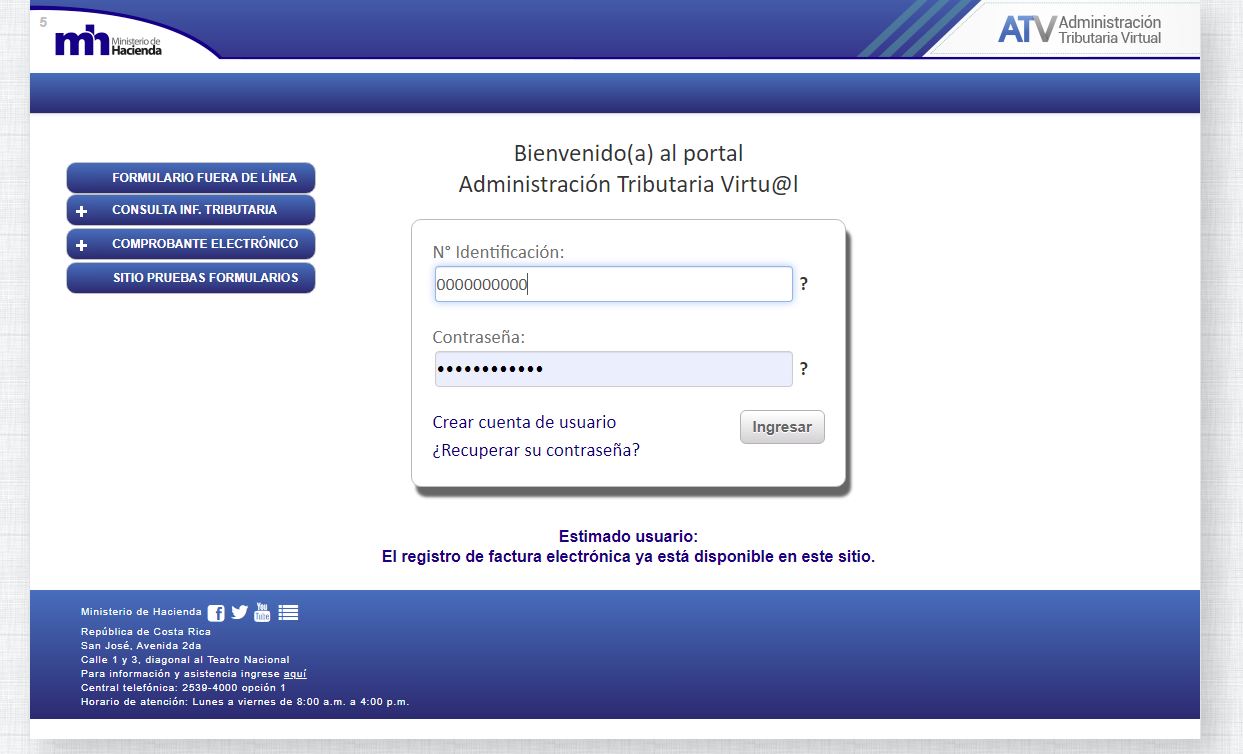 5
mh Ministerio de
Hacienda
ATV Administración
Tributaria Virtual
FORMULARIO FUERA DE LÍNEA
+ CONSULTA INF. TRIBUTARIA
+ COMPROBANTE ELECTRÓNICO
SITIO PRUEBAS FORMULARIOS
Bienvenido(a) al portal
Administración Tributaria Virtu@l
N° Identificación:
0000000000 ?
Contraseña:
•••••••••••• ?
Crear cuenta de usuario
Ingresar
¿Recuperar su contraseña?
Estimado usuario:
El registro de factura electrónica ya está disponible en este sitio.
Ministerio de Hacienda f You Tube
República de Costa Rica
San José, Avenida 2da
Calle 1 y 3, diagonal al Teatro Nacional
Para información y asistencia ingrese aquí
Central telefónica: 2539-4000 opción 1
Horario de atención: Lunes a viernes de 8:00 a.m. a 4:00 p.m.